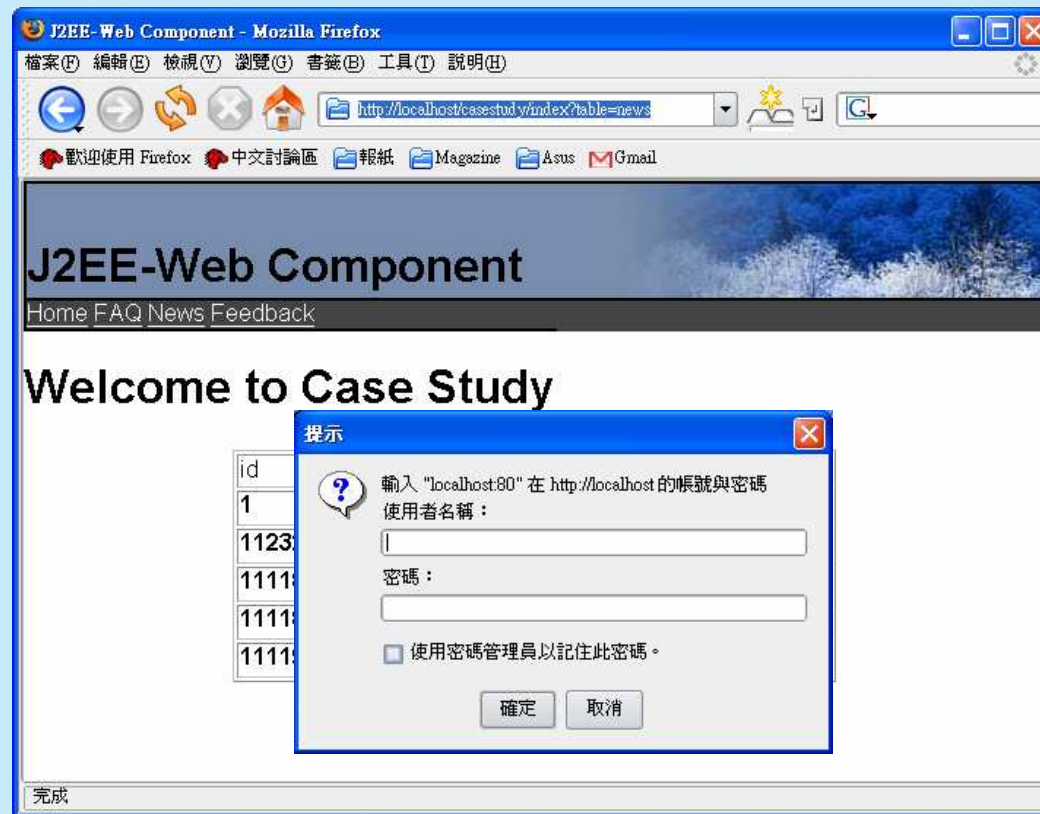 J2EE-Web Component - Mozilla Firefox
檔案(F) 編輯(E) 檢視(V) 瀏覽(G) 書籤(B) 工具(T) 說明(H)
http://localhost/casestudy/index?table=news
G
歡迎使用 Firefox 中文討論區 報紙 Magazine Asus Gmail
J2EE-Web Component
Home FAQ News Feedback
Welcome to Case Study
id
1
提示
輸入 "localhost:80" 在 http://localhost 的帳號與密碼
使用者名稱：
密碼：
使用密碼管理員以記住此密碼。
確定 取消
完成